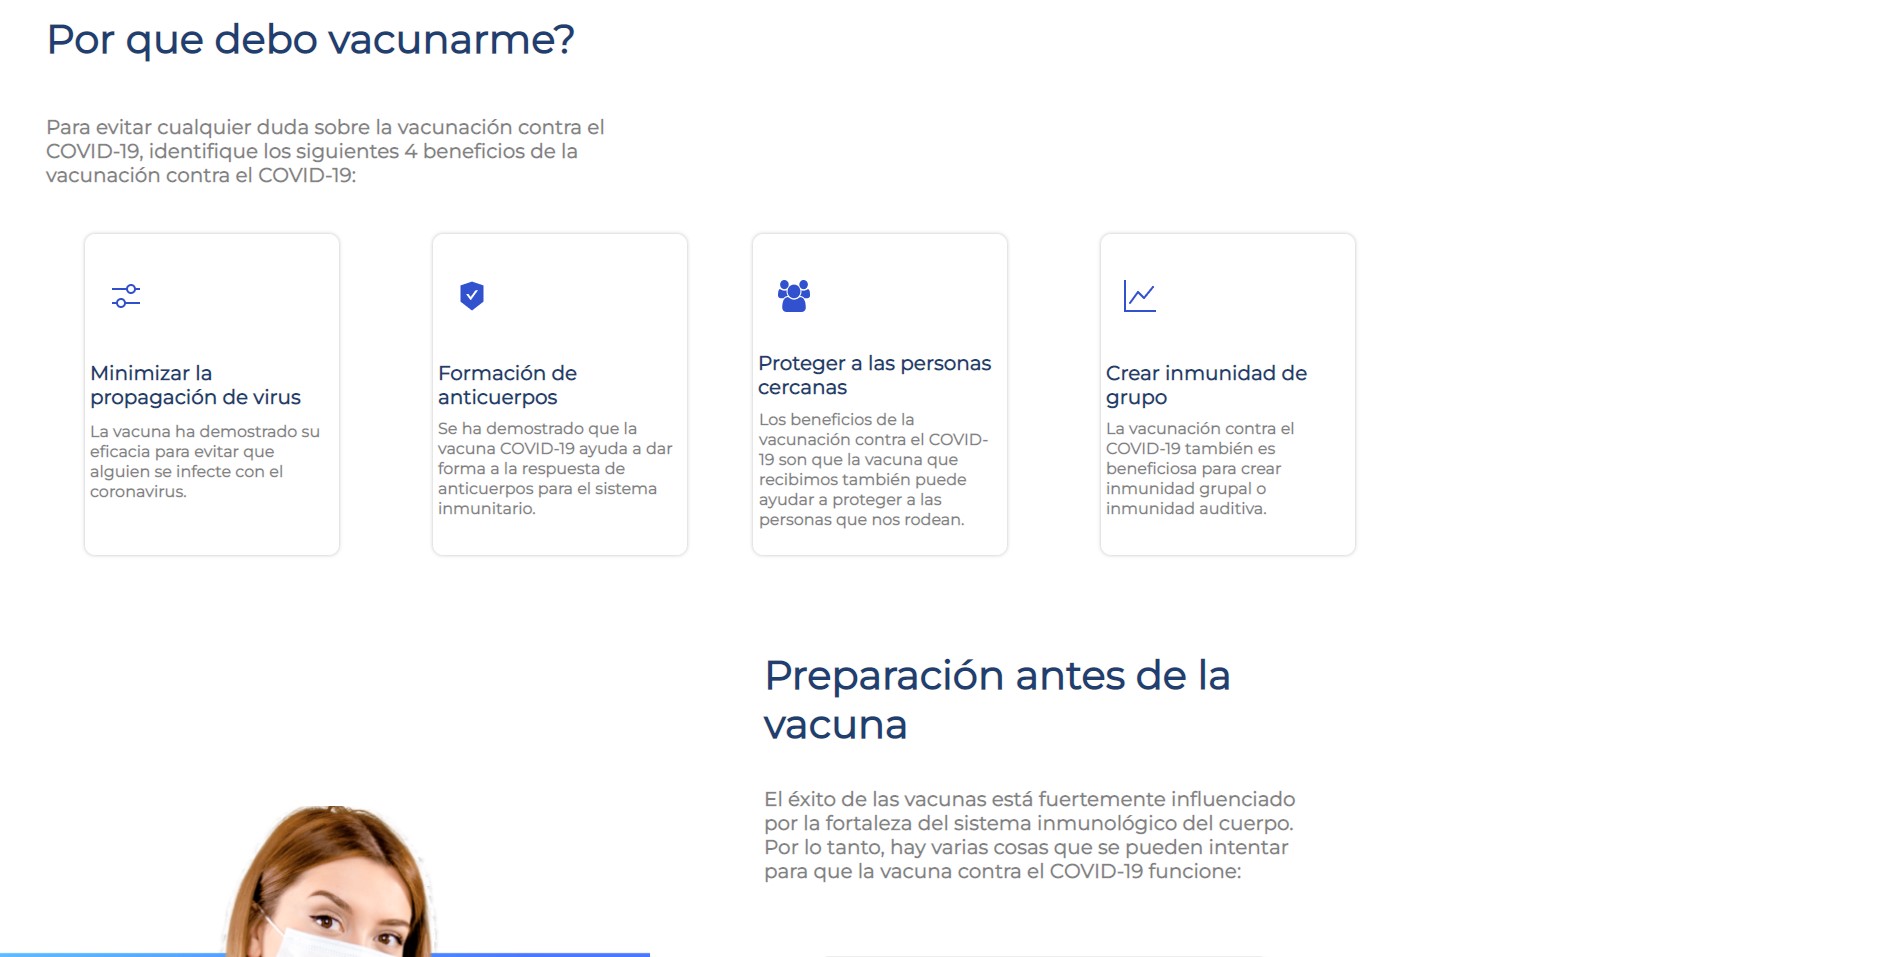 Por que debo vacunarme?
Para evitar cualquier duda sobre la vacunación contra el
COVID-19, identifique los siguientes 4 beneficios de la
vacunación contra el COVID-19:
Minimizar la
propagación de virus
La vacuna ha demostrado su
eficacia para evitar que
alguien se infecte con el
coronavirus.
Formación de
anticuerpos
Se ha demostrado que la
vacuna COVID-19 ayuda a dar
forma a la respuesta de
anticuerpos para el sistema
inmunitario.
Proteger a las personas
cercanas
Los beneficios de la
vacunación contra el COVID-
19 son que la vacuna que
recibimos también puede
ayudar a proteger a las
personas que nos rodean.
Crear inmunidad de
grupo
La vacunación contra el
COVID-19 también es
beneficiosa para crear
inmunidad grupal o
inmunidad auditiva.
Preparación antes de la
vacuna
El éxito de las vacunas está fuertemente influenciado
por la fortaleza del sistema inmunológico del cuerpo.
Por lo tanto, hay varias cosas que se pueden intentar
para que la vacuna contra el COVID-19 funcione: